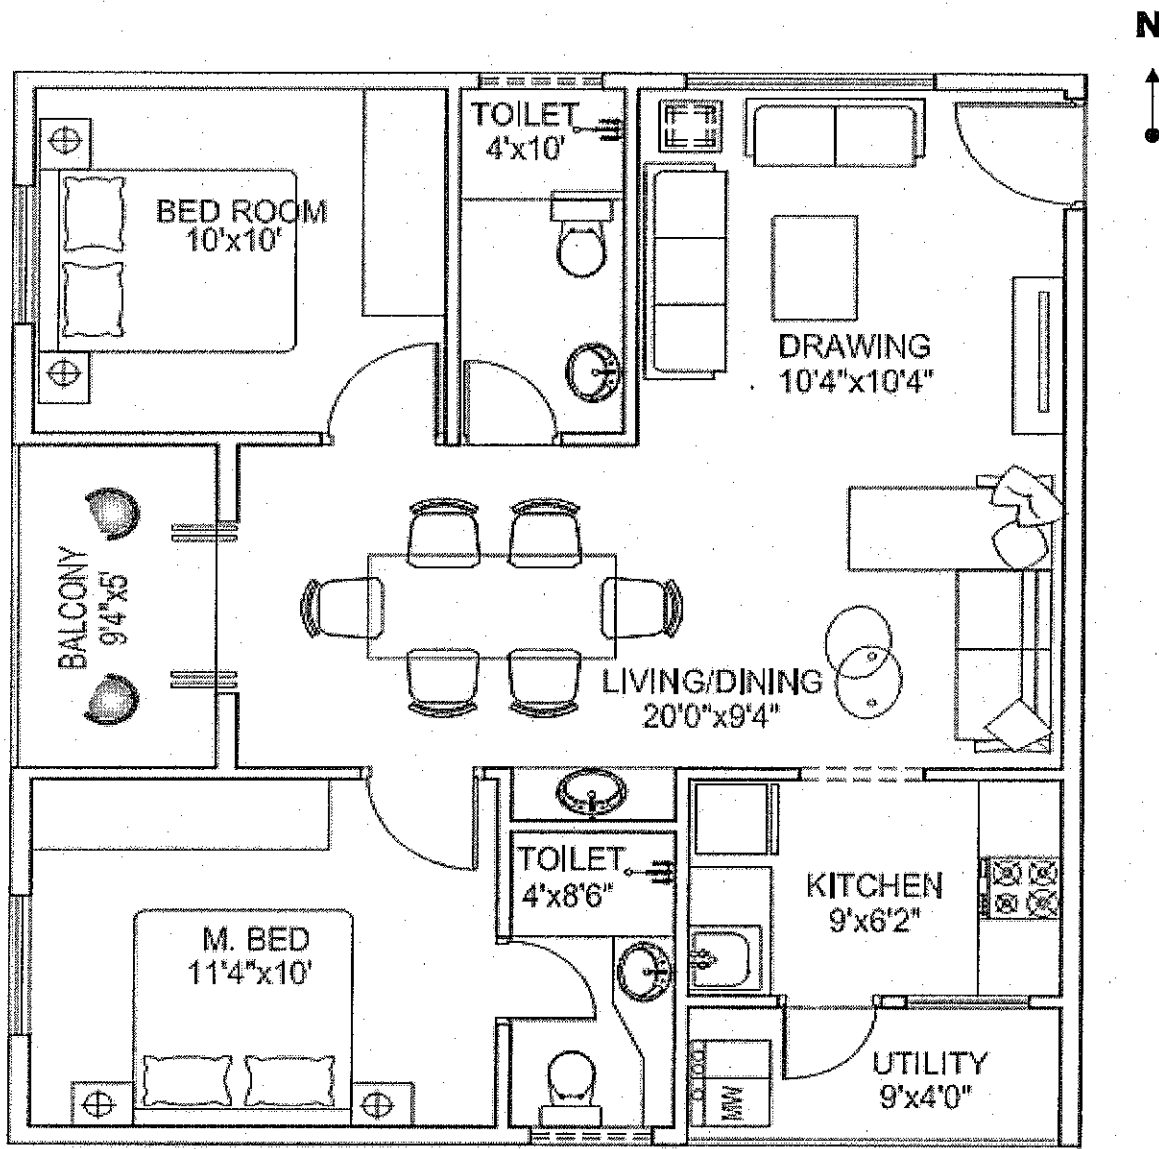 N
TOILET
4'x10'
BED ROOM
10'x10'
DRAWING
10'4"x10'4"
BALCONY
9'4"x5'
LIVING/DINING
20'0"x9'4"
TOILET
4'x8'6"
KITCHEN
9'x6'2"
M. BED
11'4"x10'
UTILITY
9'x4'0"
MW